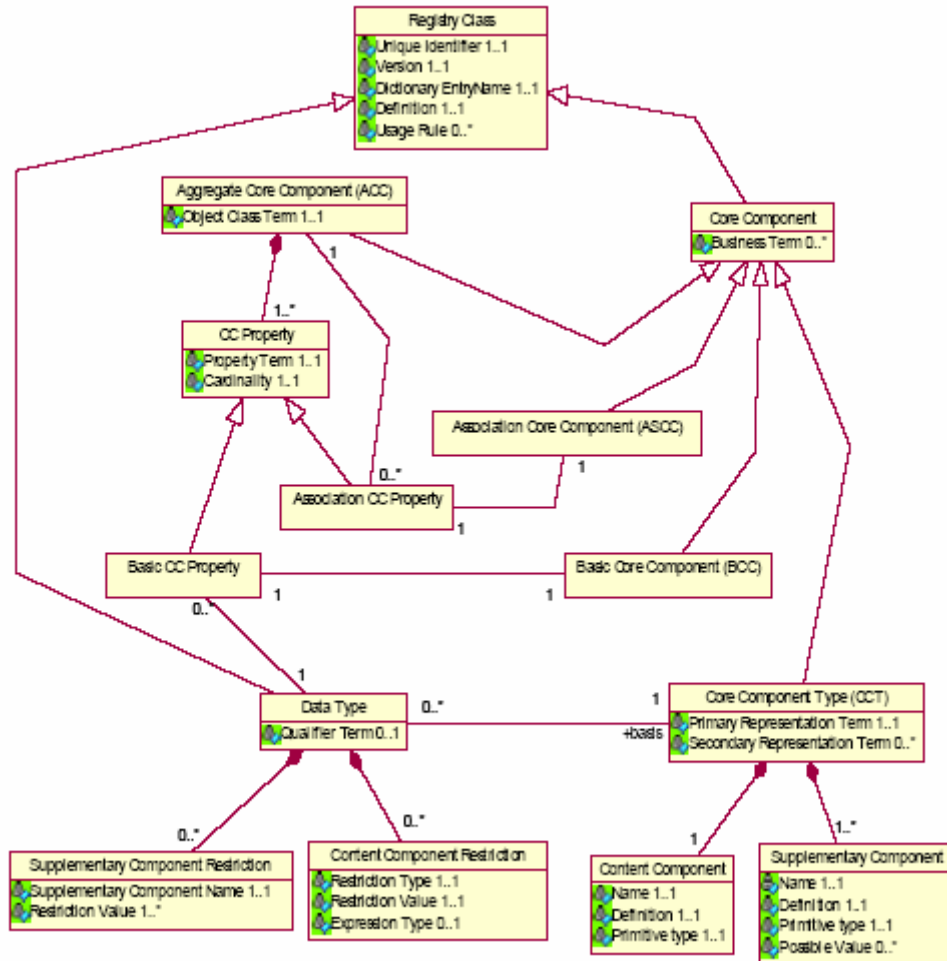 Registry Class
Unique Identifier 1..1
Version 1..1
Dictionary EntryName 1..1
Definition 1..1
Usage Rule 0..*
Aggregate Core Component (ACC)
Object Class Term 1..1
Core Component
Business Term 0..*
1
1..*
CC Property
Property Term 1..1
Cardinality 1..1
Association Core Component (ASCC)
0..*
1
Association CC Property
1
Basic CC Property
Basic Core Component (BCC)
0..*
1
1
1
Data Type
Qualifier Term 0..1
0..*
1
+basis
Core Component Type (CCT)
Primary Representation Term 1..1
Secondary Representation Term 0..*
0..*
0..*
1
1..*
Supplementary Component Restriction
Supplementary Component Name 1..1
Restriction Value 1..*
Content Component Restriction
Restriction Type 1..1
Restriction Value 1..1
Expression Type 0..1
Content Component
Name 1..1
Definition 1..1
Primitive type 1..1
Supplementary Component
Name 1..1
Definition 1..1
Primitive type 1..1
Possible Value 0..*